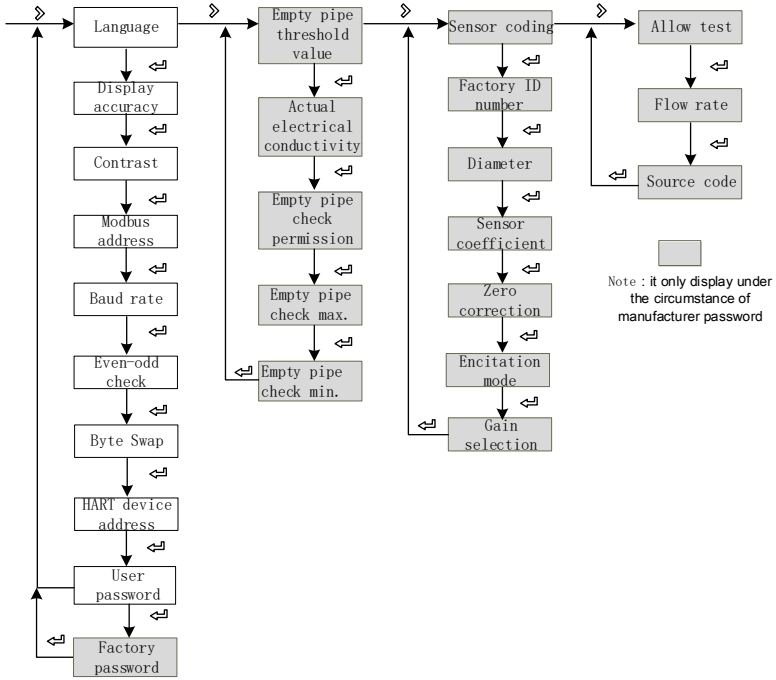 Language
Display
accuracy
Contrast
Modbus
address
Baud rate
Even-odd
check
Byte Swap
HART device
address
User
password
Factory
password
Empty pipe
threshold
value
Actual
electrical
conductivity
Empty pipe
check
permission
Empty pipe
check max.
Empty pipe
check min.
Sensor coding
Factory ID
number
Diameter
Sensor
coefficient
Zero
correction
Encitation
mode
Gain
selection
Allow test
Flow rate
Source code
Note : it only display under
the circumstance of
manufacturer password